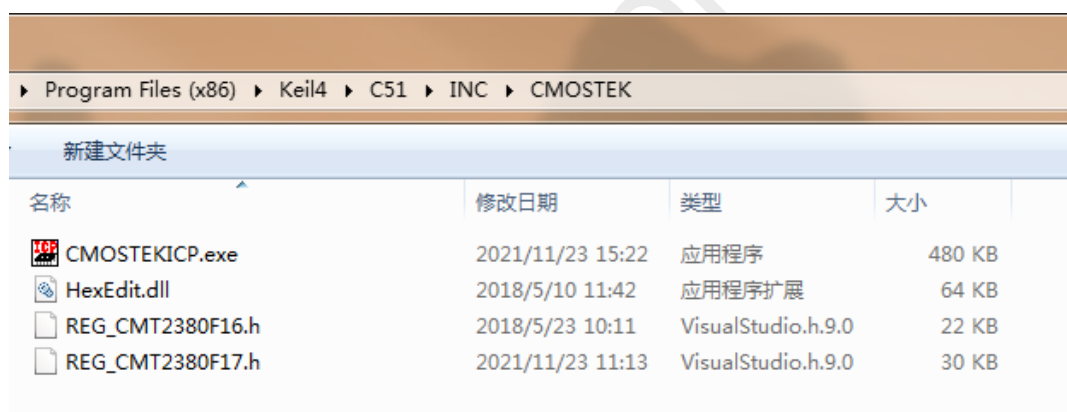 Program Files (x86) ▸ Keil4 ▸ C51 ▸ INC ▸ CMOSTEK
新建文件夹
名称 修改日期 类型 大小
CMOSTEKICP.exe 2021/11/23 15:22 应用程序 480 KB
HexEdit.dll 2018/5/10 11:42 应用程序扩展 64 KB
REG_CMT2380F16.h 2018/5/23 10:11 VisualStudio.h.9.0 22 KB
REG_CMT2380F17.h 2021/11/23 11:13 VisualStudio.h.9.0 30 KB